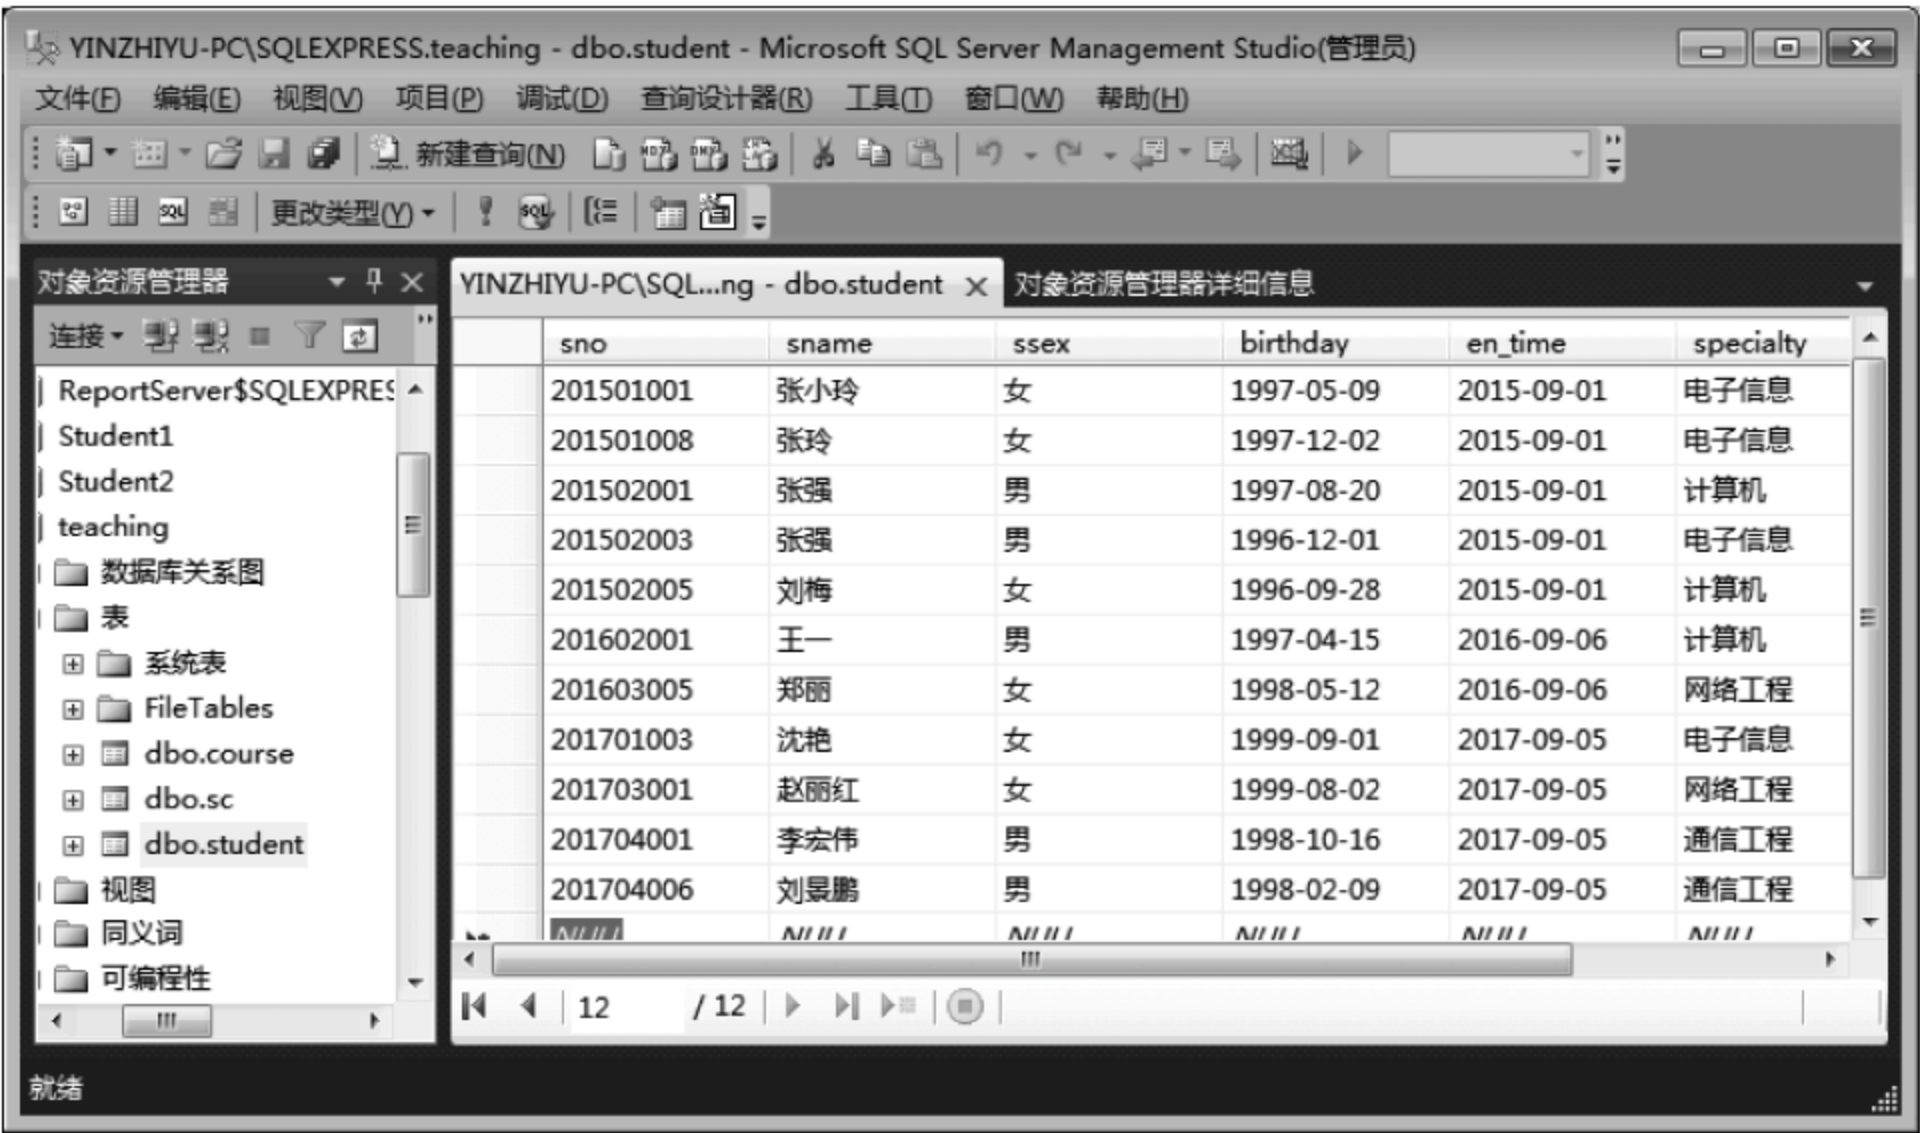 YINZHIYU-PC\SQLEXPRESS.teaching - dbo.student - Microsoft SQL Server Management Studio(管理员)
文件(F) 编辑(E) 视图(V) 项目(P) 调试(D) 查询设计器(R) 工具(T) 窗口(W) 帮助(H)
新建查询(N)
更改类型(Y)
对象资源管理器
连接
ReportServer$SQLEXPRES
Student1
Student2
teaching
数据库关系图
表
系统表
FileTables
dbo.course
dbo.sc
dbo.student
视图
同义词
可编程性
YINZHIYU-PC\SQL...ng - dbo.student 对象资源管理器详细信息
sno sname ssex birthday en_time specialty
201501001 张小玲 女 1997-05-09 2015-09-01 电子信息
201501008 张玲 女 1997-12-02 2015-09-01 电子信息
201502001 张强 男 1997-08-20 2015-09-01 计算机
201502003 张强 男 1996-12-01 2015-09-01 电子信息
201502005 刘梅 女 1996-09-28 2015-09-01 计算机
201602001 王一 男 1997-04-15 2016-09-06 计算机
201603005 郑丽 女 1998-05-12 2016-09-06 网络工程
201701003 沈艳 女 1999-09-01 2017-09-05 电子信息
201703001 赵丽红 女 1999-08-02 2017-09-05 网络工程
201704001 李宏伟 男 1998-10-16 2017-09-05 通信工程
201704006 刘景鹏 男 1998-02-09 2017-09-05 通信工程
NULL NULL NULL NULL NULL NULL
12 / 12
就绪